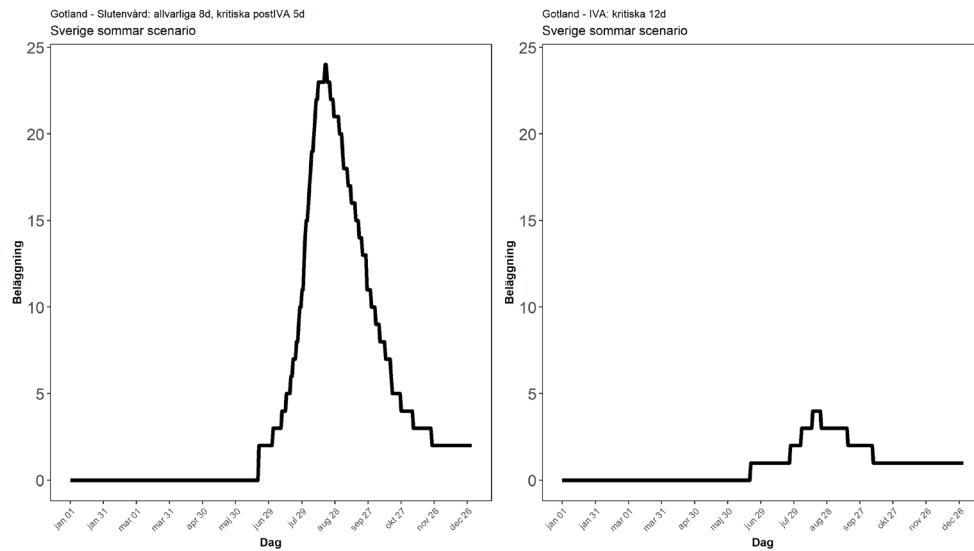 Gotland - Slutenvård: allvarliga 8d, kritiska postIVA 5d
Sverige sommar scenario
25
20
15
10
5
0
Beläggning
jan 01
jan 31
mar 01
mar 31
apr 30
maj 30
jun 29
jul 29
aug 28
sep 27
okt 27
nov 26
dec 26
Dag
Gotland - IVA: kritiska 12d
Sverige sommar scenario
25
20
15
10
5
0
Beläggning
jan 01
jan 31
mar 01
mar 31
apr 30
maj 30
jun 29
jul 29
aug 28
sep 27
okt 27
nov 26
dec 26
Dag